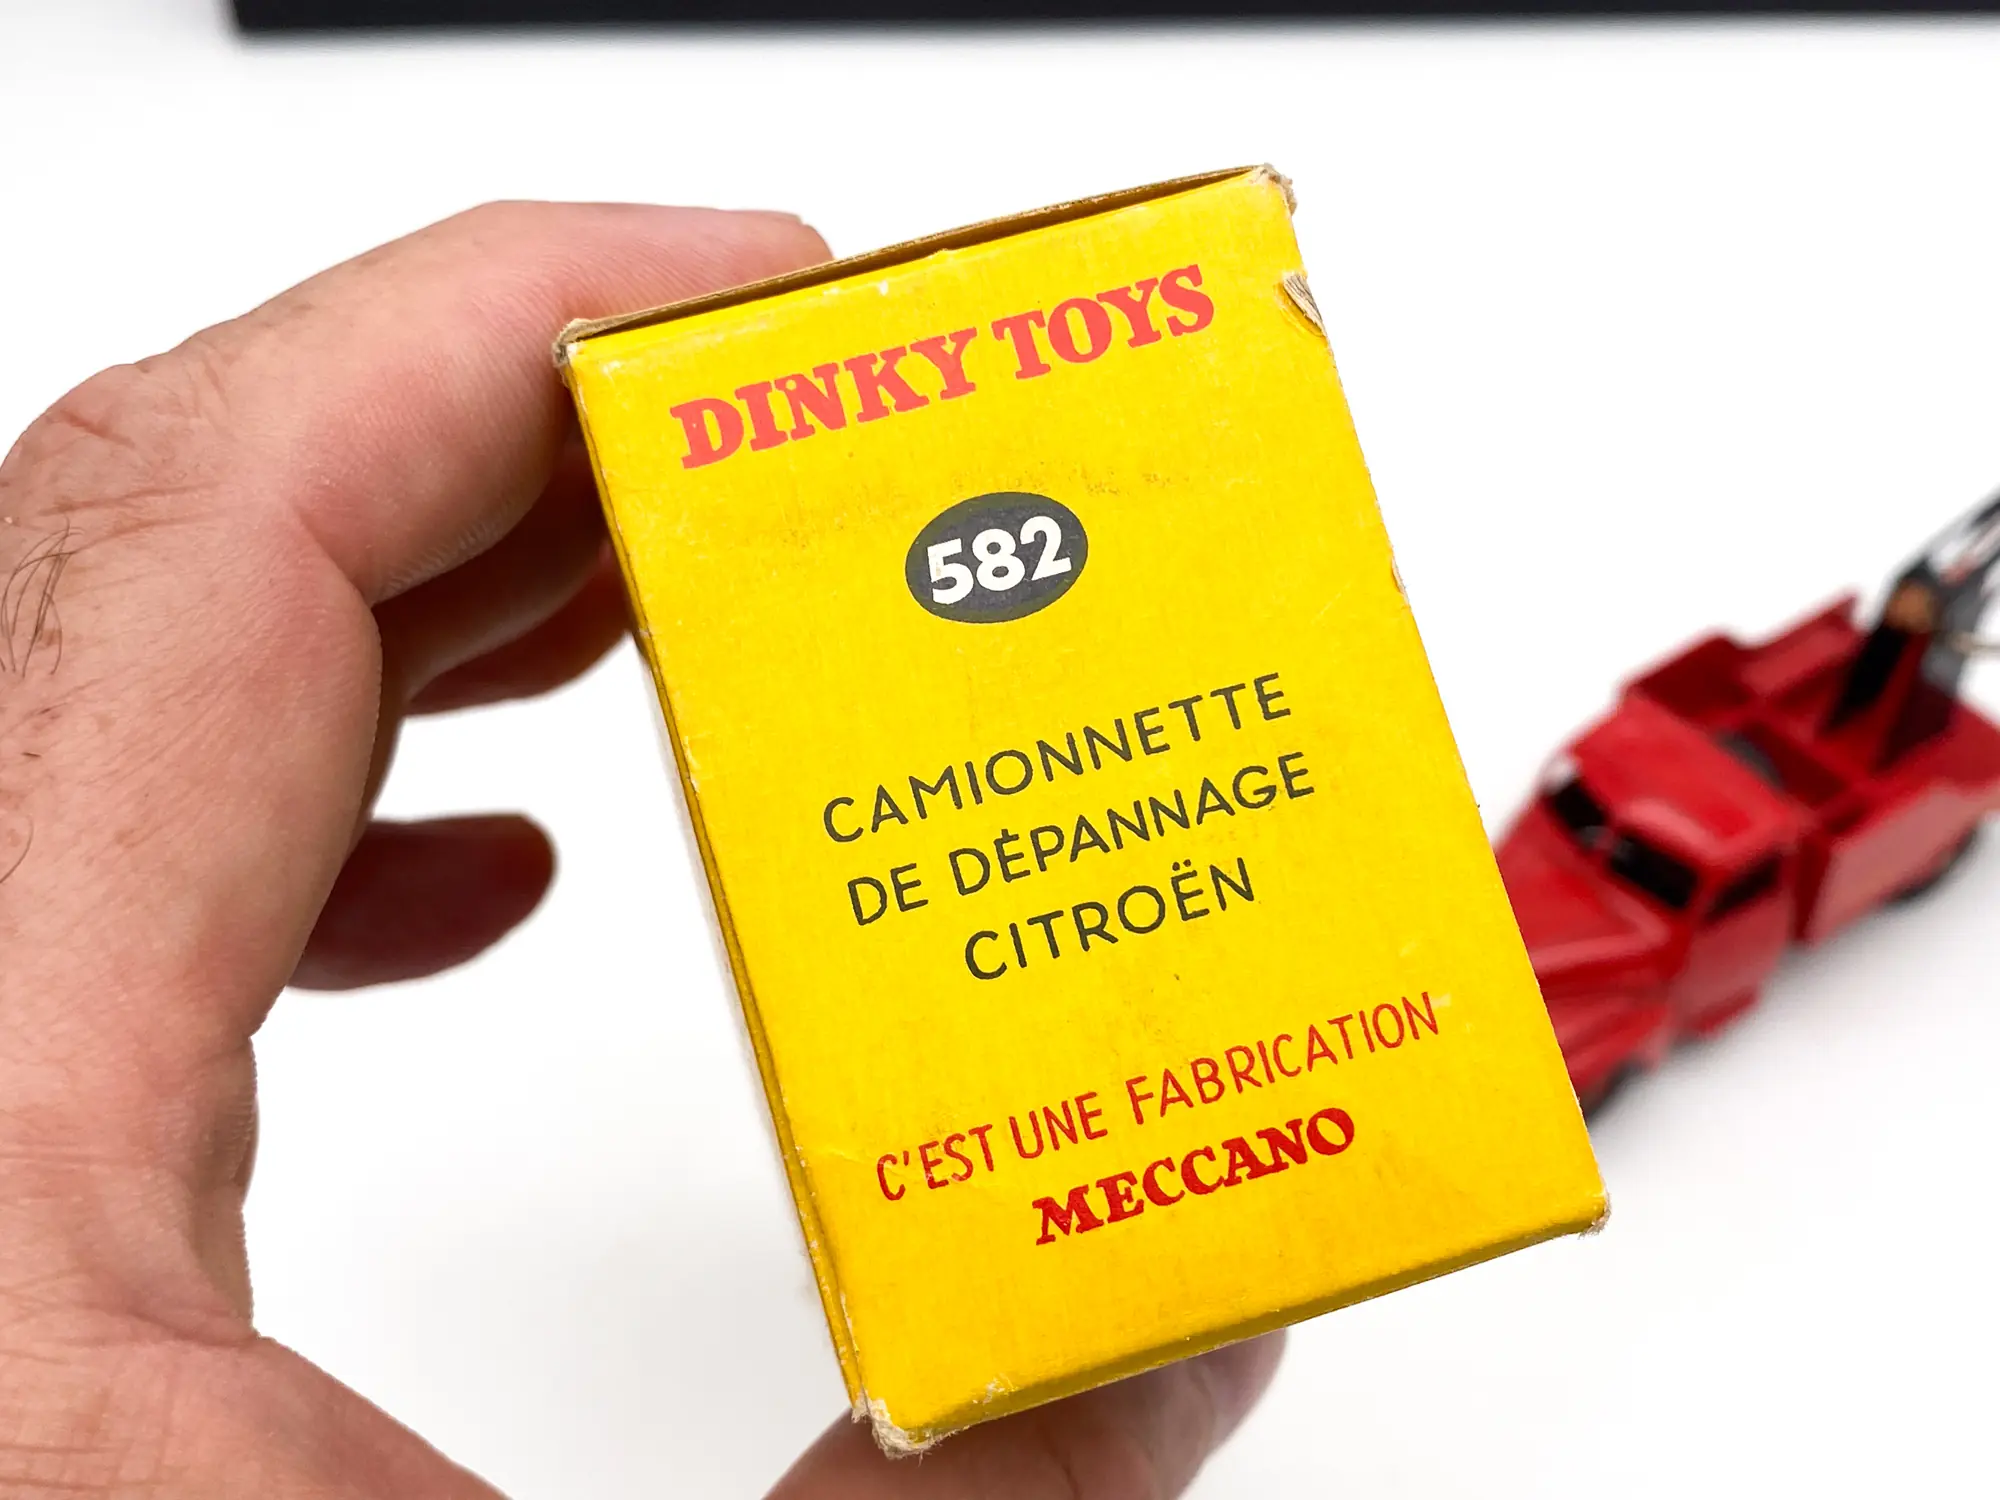 DINKY TOYS
582
CAMIONNETTE
DE DÉPANNAGE
CITROËN
C'EST UNE FABRICATION
MECCANO